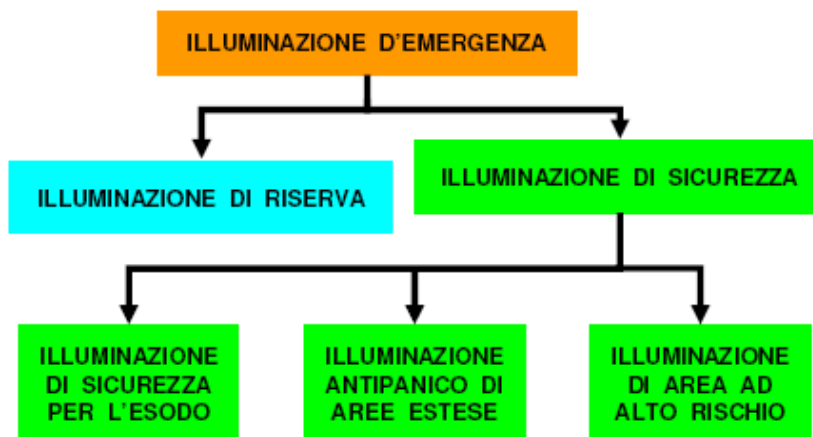 ILLUMINAZIONE D'EMERGENZA
ILLUMINAZIONE DI RISERVA
ILLUMINAZIONE DI SICUREZZA
ILLUMINAZIONE
DI SICUREZZA
PER L'ESODO
ILLUMINAZIONE
ANTIPANICO DI
AREE ESTESE
ILLUMINAZIONE
DI AREA AD
ALTO RISCHIO